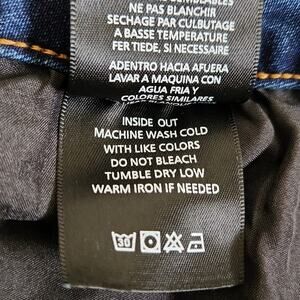 NE PAS BLANCHIR
SECHAGE PAR CULBUTAGE
A BASSE TEMPERATURE
FER TIEDE, SI NECESSAIRE
ADENTRO HACIA AFUERA
LAVAR A MAQUINA CON
AGUA FRIA Y
COLORES SIMILARES
INSIDE OUT
MACHINE WASH COLD
WITH LIKE COLORS
DO NOT BLEACH
TUMBLE DRY LOW
WARM IRON IF NEEDED
30